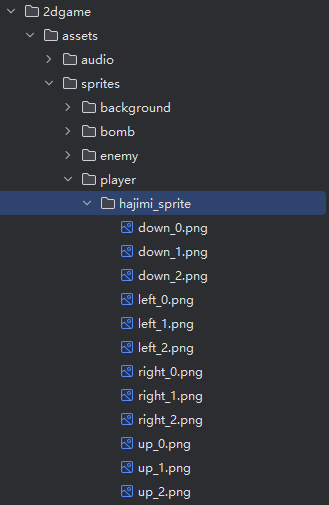 2dgame
assets
audio
sprites
background
bomb
enemy
player
hajimi_sprite
down_0.png
down_1.png
down_2.png
left_0.png
left_1.png
left_2.png
right_0.png
right_1.png
right_2.png
up_0.png
up_1.png
up_2.png